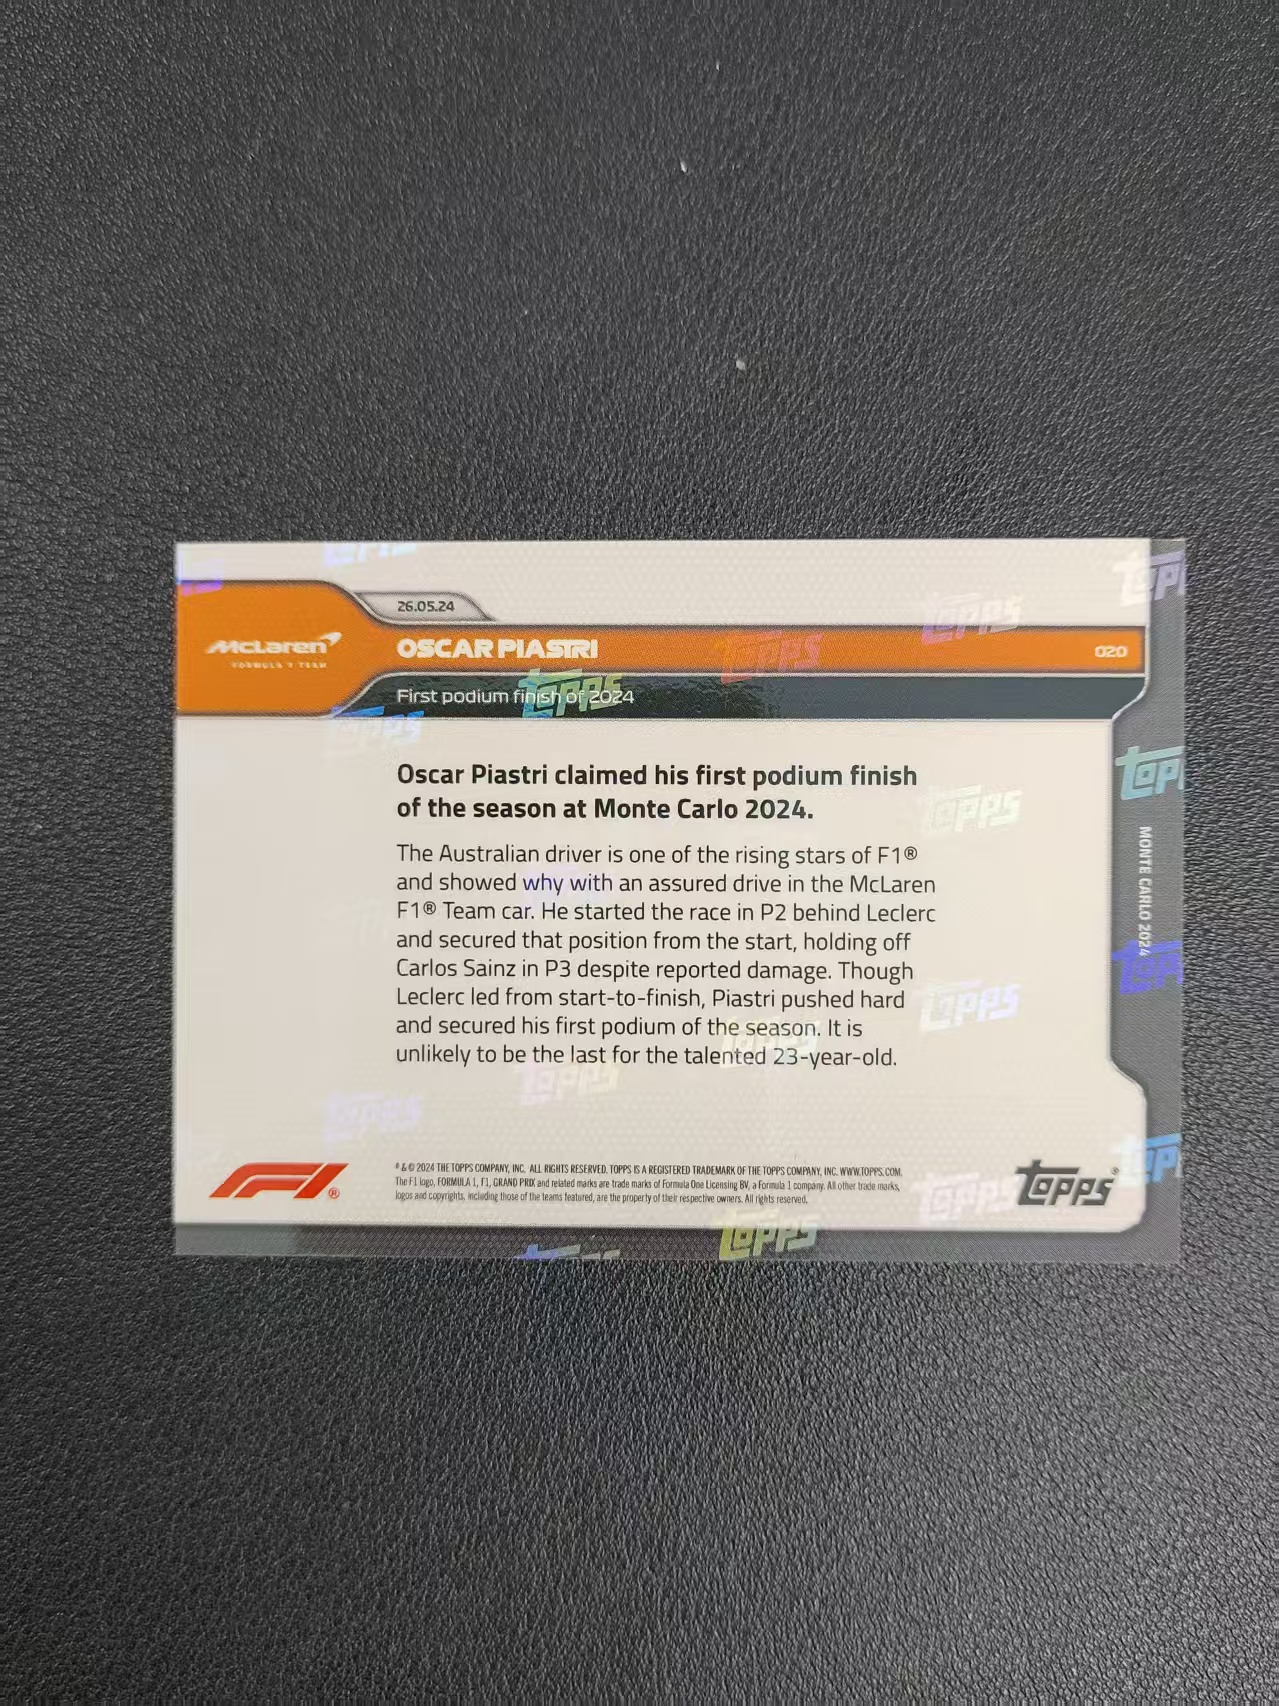 26.05.24
McLaren
FORMULA 1 TEAM
OSCAR PIASTRI
020
First podium finish of 2024
Oscar Piastri claimed his first podium finish
of the season at Monte Carlo 2024.
The Australian driver is one of the rising stars of F1®
and showed why with an assured drive in the McLaren
F1® Team car. He started the race in P2 behind Leclerc
and secured that position from the start, holding off
Carlos Sainz in P3 despite reported damage. Though
Leclerc led from start-to-finish, Piastri pushed hard
and secured his first podium of the season. It is
unlikely to be the last for the talented 23-year-old.
MONTE CARLO 2024
F1®
® & © 2024 THE TOPPS COMPANY, INC. ALL RIGHTS RESERVED. TOPPS IS A REGISTERED TRADEMARK OF THE TOPPS COMPANY, INC. WWW.TOPPS.COM.
The F1 logo, FORMULA 1, F1, GRAND PRIX and related marks are trade marks of Formula One Licensing BV, a Formula 1 company. All other trade marks,
logos and copyrights, including those of the teams featured, are the property of their respective owners. All rights reserved.
Topps®